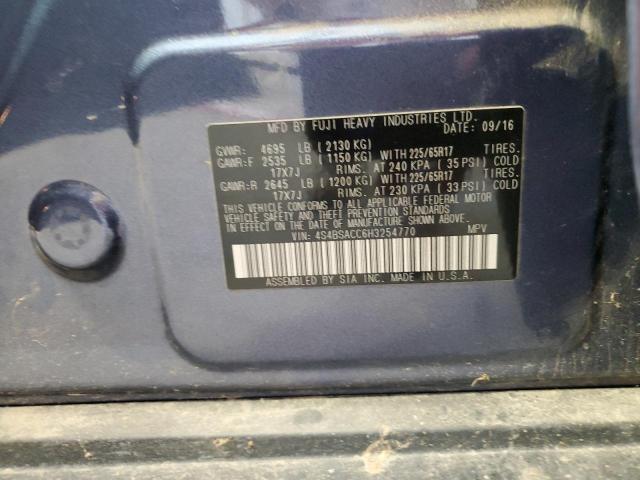 MFD BY FUJI HEAVY INDUSTRIES LTD.
DATE: 09/16
GVWR: 4695 LB (2130 KG)
GAWR:F 2535 LB (1150 KG) WITH 225/65R17 TIRES.
17X7J RIMS. AT 240 KPA (35 PSI) COLD
GAWR:R 2645 LB (1200 KG) WITH 225/65R17 TIRES.
17X7J RIMS. AT 230 KPA (33 PSI) COLD
THIS VEHICLE CONFORMS TO ALL APPLICABLE FEDERAL MOTOR
VEHICLE SAFETY AND THEFT PREVENTION STANDARDS
IN EFFECT ON THE DATE OF MANUFACTURE SHOWN ABOVE.
VIN: 4S4BSACC6H3254770 MPV
ASSEMBLED BY SIA INC. MADE IN U.S.A.